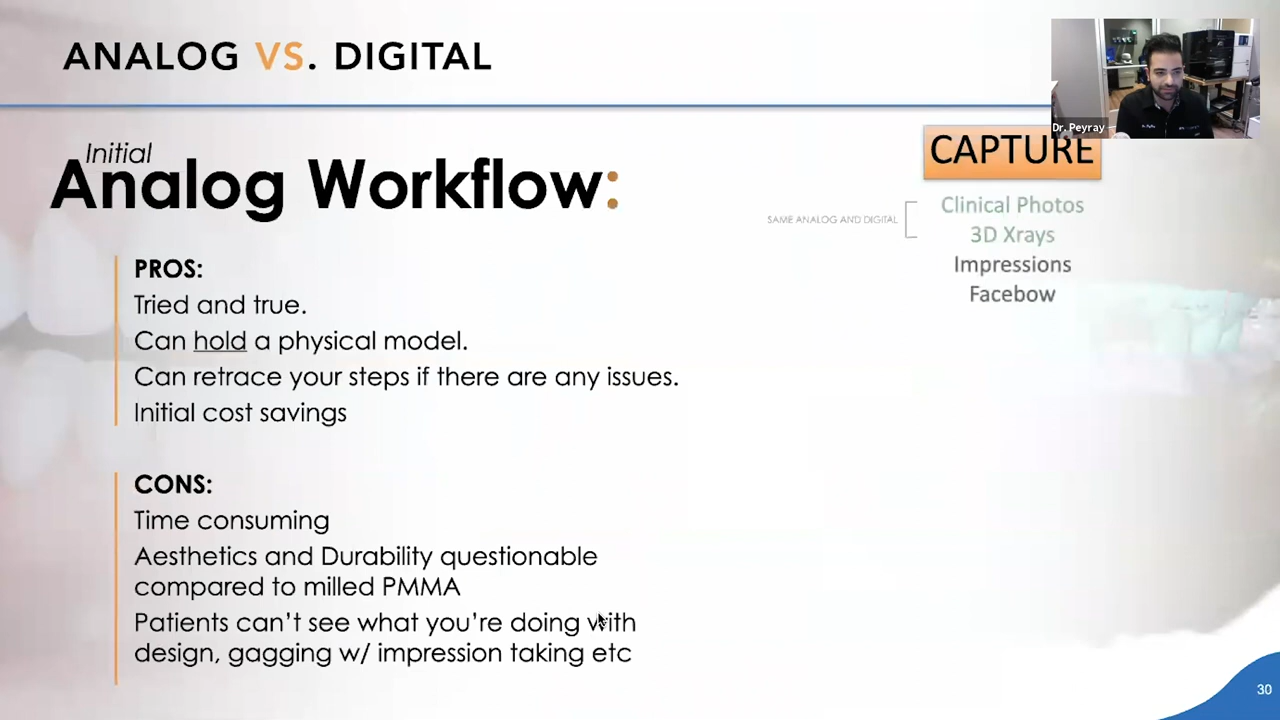 ANALOG VS. DIGITAL
Dr. Peyray
Initial
Analog Workflow:
CAPTURE
SAME ANALOG AND DIGITAL
Clinical Photos
3D Xrays
Impressions
Facebow
PROS:
Tried and true.
Can hold a physical model.
Can retrace your steps if there are any issues.
Initial cost savings
CONS:
Time consuming
Aesthetics and Durability questionable
compared to milled PMMA
Patients can't see what you're doing with
design, gagging w/ impression taking etc
30